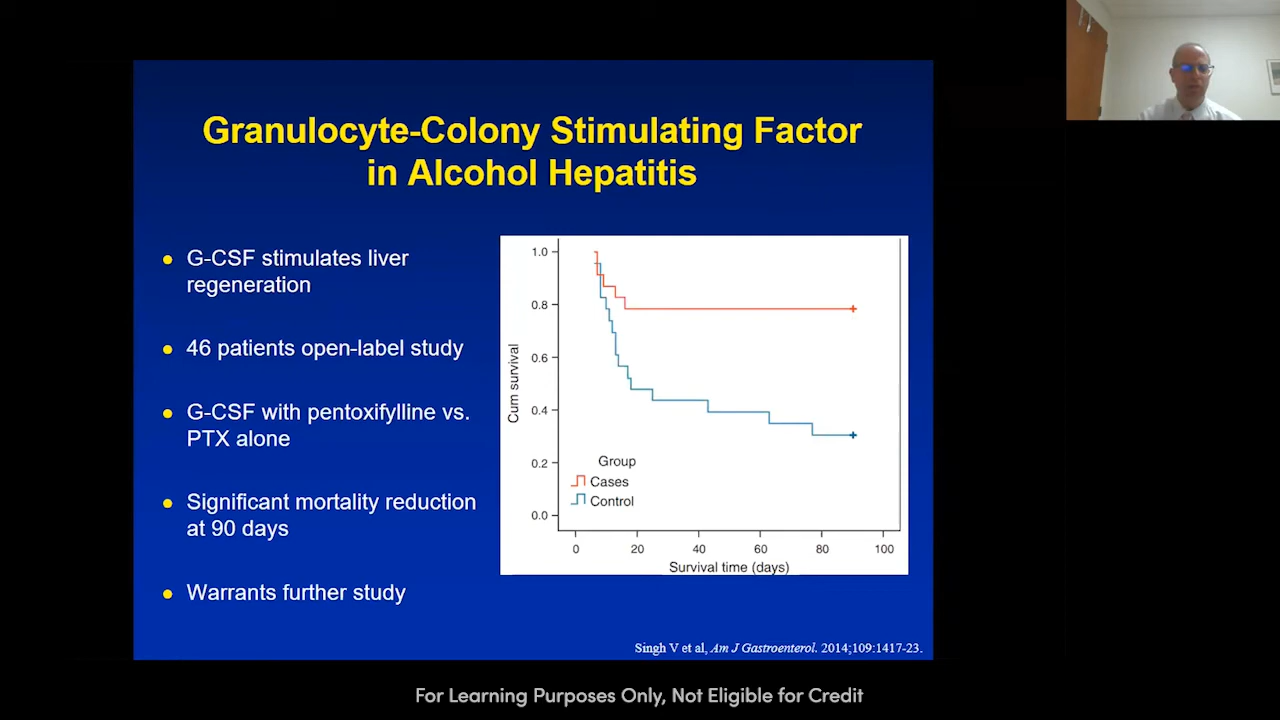 Granulocyte-Colony Stimulating Factor
in Alcohol Hepatitis
G-CSF stimulates liver
regeneration
46 patients open-label study
G-CSF with pentoxifylline vs.
PTX alone
Significant mortality reduction
at 90 days
Warrants further study
1.0
0.8
0.6
0.4
0.2
0.0
Cum survival
Group
Cases
Control
0 20 40 60 80 100
Survival time (days)
Singh V et al, Am J Gastroenterol. 2014;109:1417-23.
For Learning Purposes Only, Not Eligible for Credit